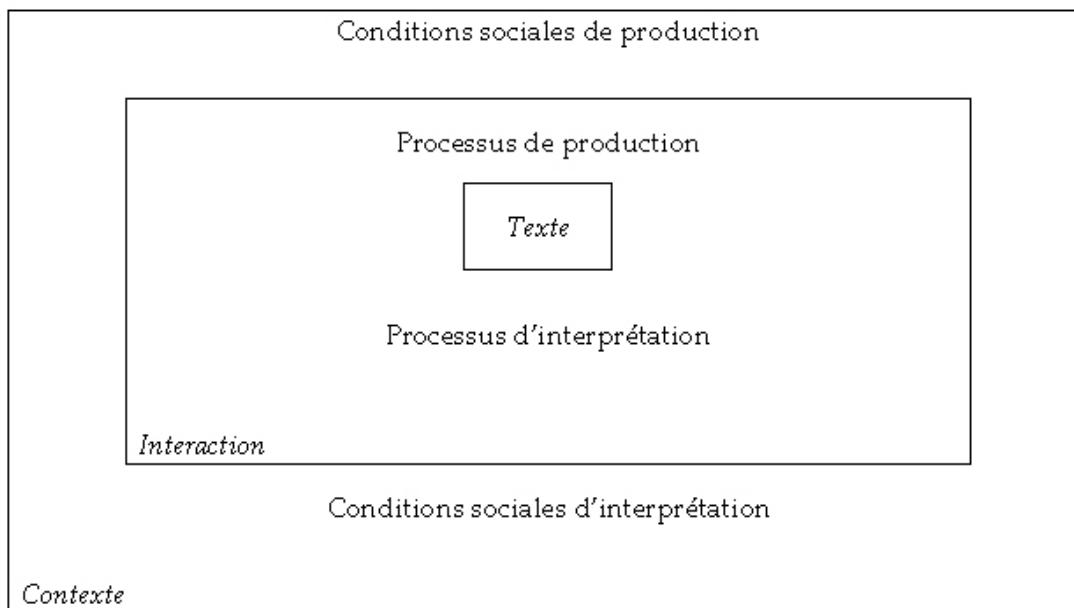 Conditions sociales de production
Processus de production
Texte
Processus d'interprétation
Interaction
Conditions sociales d'interprétation
Contexte